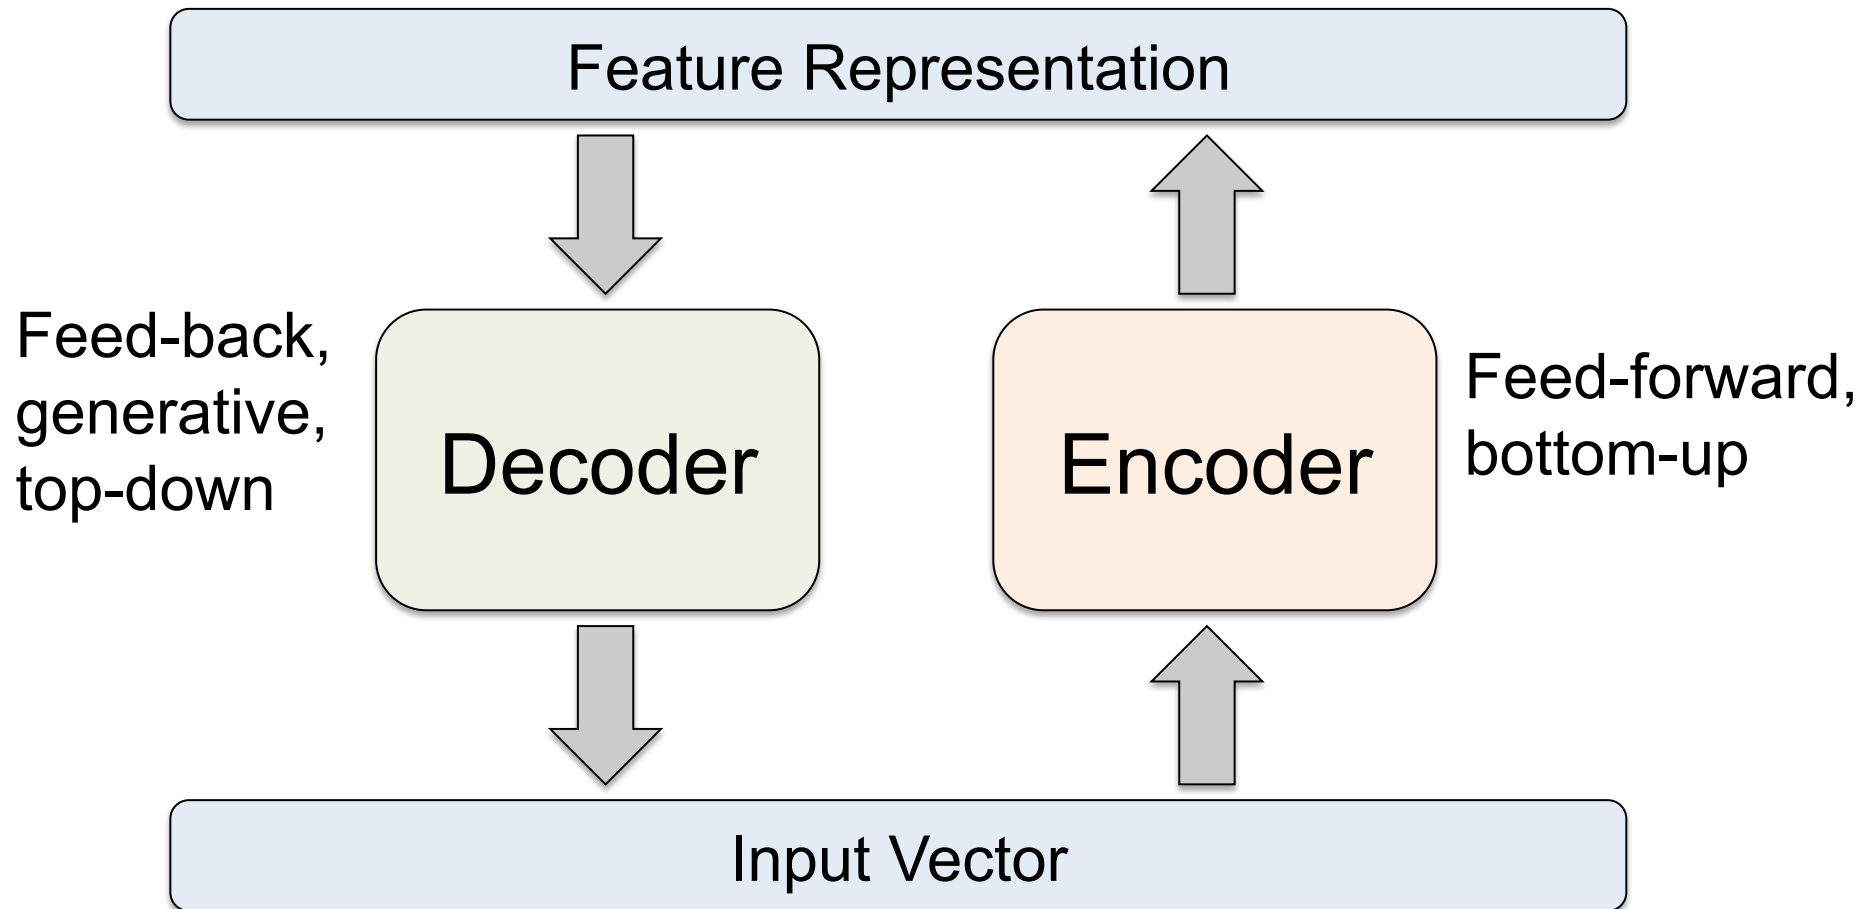 Feature Representation
Feed-back,
generative,
top-down
Decoder
Encoder
Feed-forward,
bottom-up
Input Vector